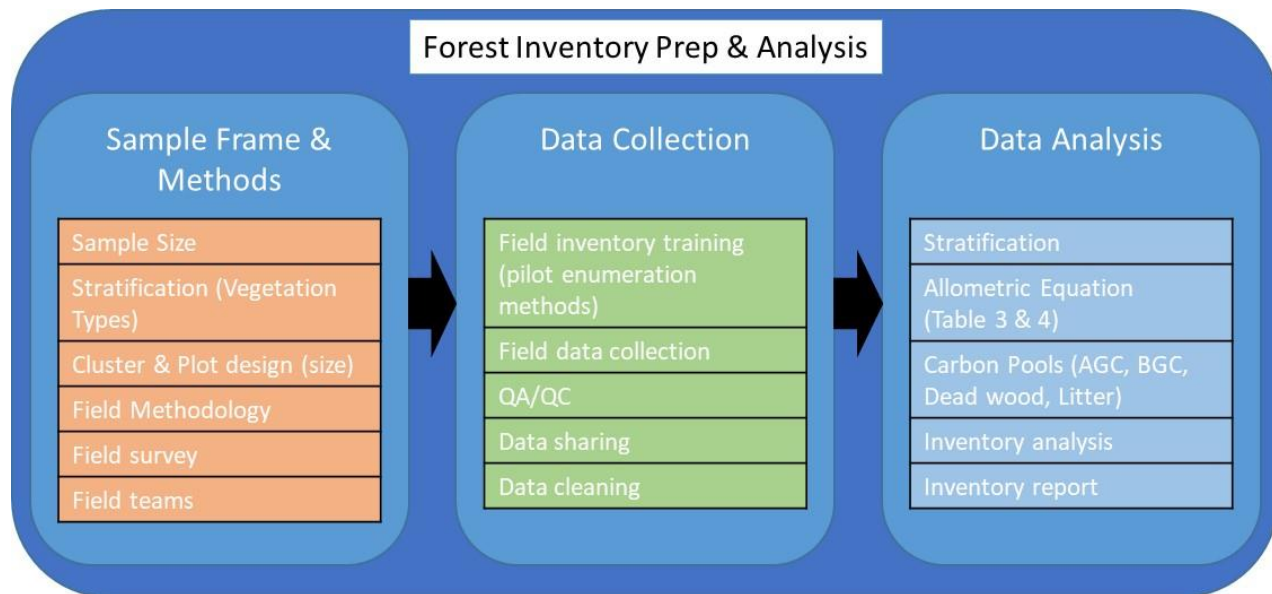 Forest Inventory Prep & Analysis
Sample Frame &
Methods
Sample Size
Stratification (Vegetation
Types)
Cluster & Plot design (size)
Field Methodology
Field survey
Field teams
Data Collection
Field inventory training
(pilot enumeration
methods)
Field data collection
QA/QC
Data sharing
Data cleaning
Data Analysis
Stratification
Allometric Equation
(Table 3 & 4)
Carbon Pools (AGC, BGC,
Dead wood, Litter)
Inventory analysis
Inventory report